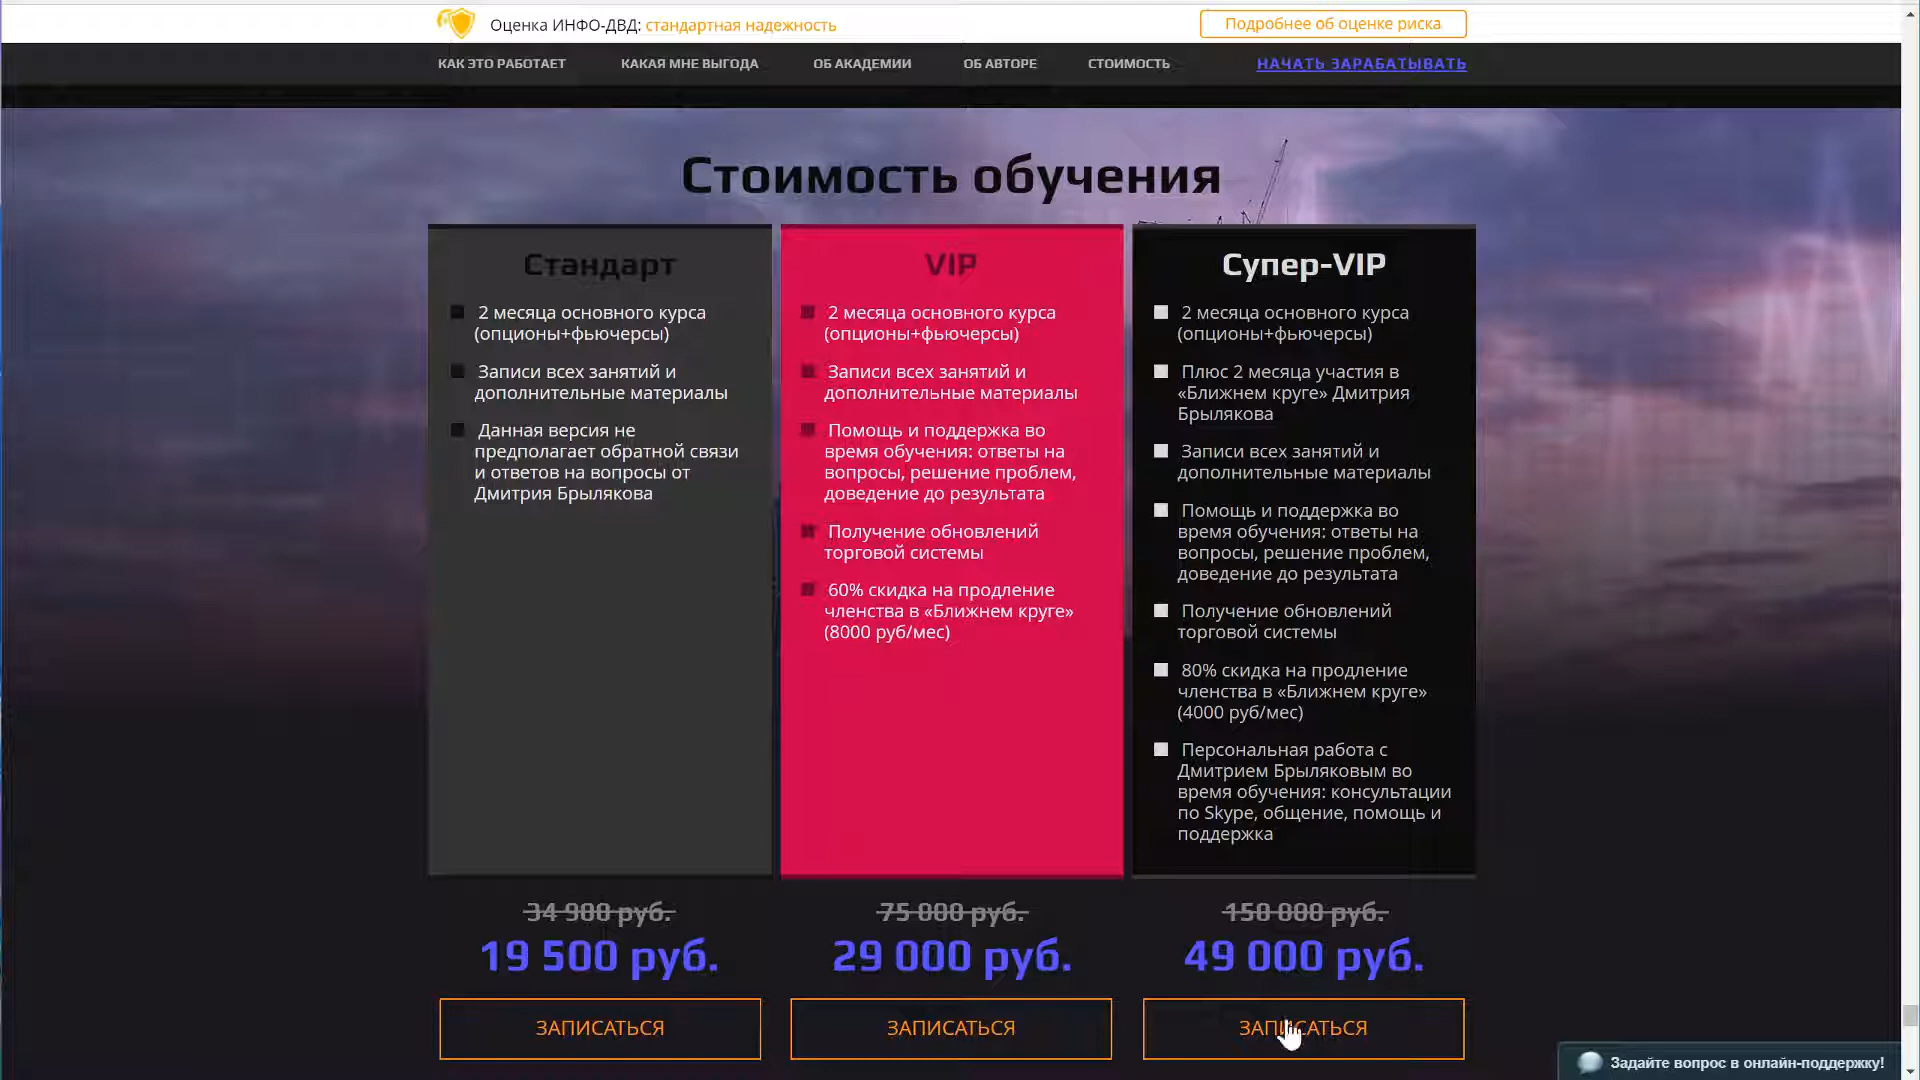 Оценка ИНФО-ДВД: стандартная надежность
Подробнее об оценке риска
КАК ЭТО РАБОТАЕТ
КАКАЯ МНЕ ВЫГОДА
ОБ АКАДЕМИИ
ОБ АВТОРЕ
СТОИМОСТЬ
НАЧАТЬ ЗАРАБАТЫВАТЬ
Стоимость обучения
Стандарт
2 месяца основного курса
(опционы+фьючерсы)
Записи всех занятий и
дополнительные материалы
Данная версия не
предполагает обратной связи
и ответов на вопросы от
Дмитрия Брылякова
34 900 руб.
19 500 руб.
ЗАПИСАТЬСЯ
VIP
2 месяца основного курса
(опционы+фьючерсы)
Записи всех занятий и
дополнительные материалы
Помощь и поддержка во
время обучения: ответы на
вопросы, решение проблем,
доведение до результата
Получение обновлений
торговой системы
60% скидка на продление
членства в «Ближнем круге»
(8000 руб/мес)
75 000 руб.
29 000 руб.
ЗАПИСАТЬСЯ
Супер-VIP
2 месяца основного курса
(опционы+фьючерсы)
Плюс 2 месяца участия в
«Ближнем круге» Дмитрия
Брылякова
Записи всех занятий и
дополнительные материалы
Помощь и поддержка во
время обучения: ответы на
вопросы, решение проблем,
доведение до результата
Получение обновлений
торговой системы
80% скидка на продление
членства в «Ближнем круге»
(4000 руб/мес)
Персональная работа с
Дмитрием Брыляковым во
время обучения: консультации
по Skype, общение, помощь и
поддержка
150 000 руб.
49 000 руб.
ЗАПИСАТЬСЯ
Задайте вопрос в онлайн-поддержку!